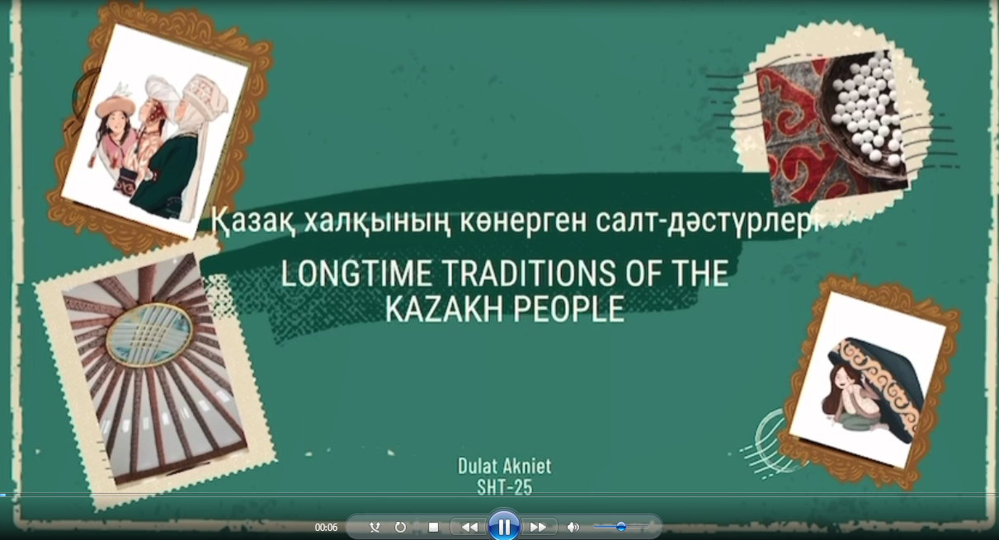 Қазақ халқының көнерген салт-дәстүрлері
LONGTIME TRADITIONS OF THE
KAZAKH PEOPLE
Dulat Akniet
SHT-25
00:06